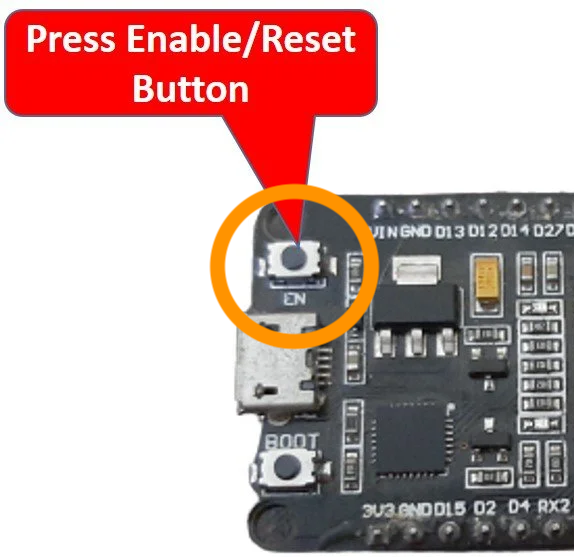 Press Enable/Reset
Button
VIN GND D13 D12 D14 D27
EN
BOOT
3V3 GND D15 D2 D4 RX2